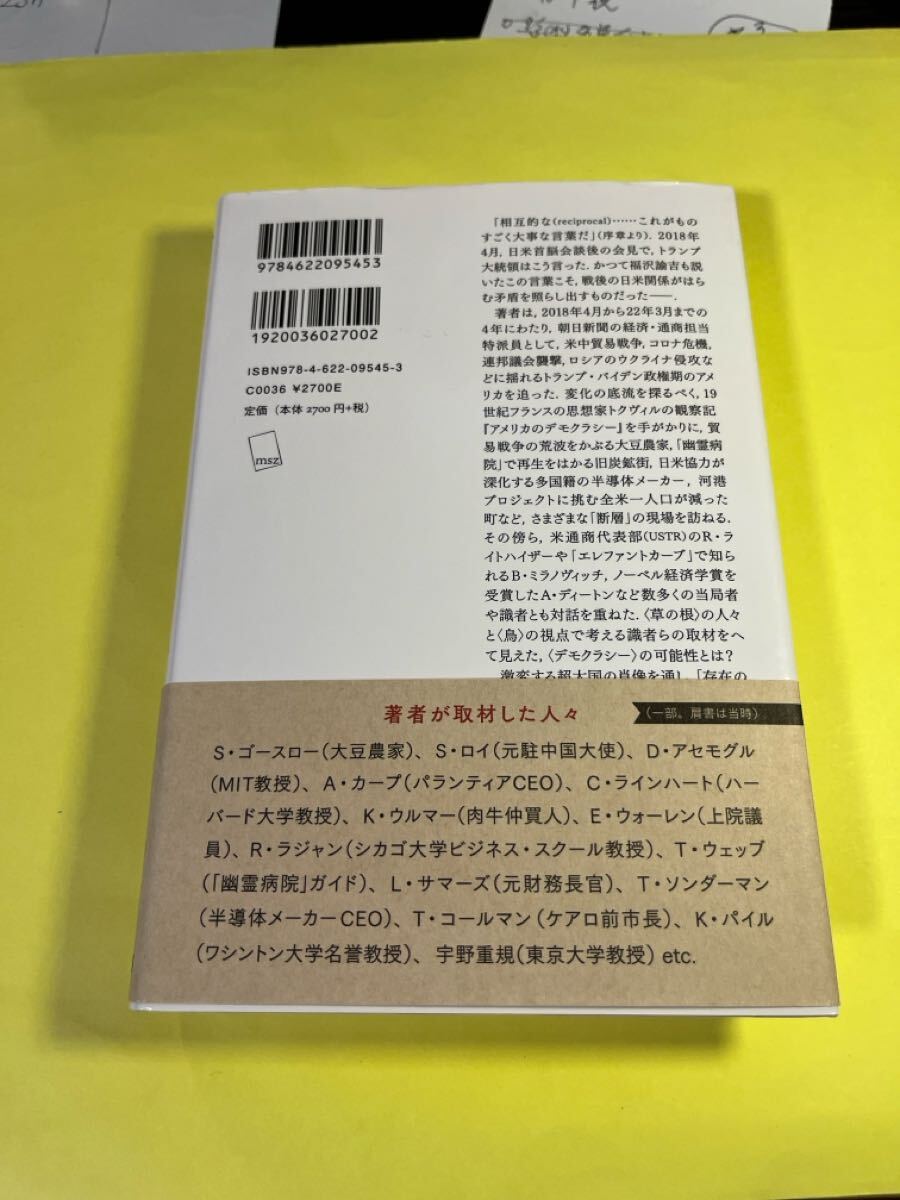 9784622095453
1920036027002
ISBN978-4-622-09545-3
C0036 ¥2700E
定価（本体 2700 円+税）
msz
「相互的な(reciprocal)……これがもの
すごく大事な言葉だ」(序章より). 2018年
4月, 日米首脳会談後の会見で, トランプ
大統領はこう言った. かつて福沢諭吉も説
いたこの言葉こそ, 戦後の日米関係がはら
む矛盾を照らし出すものだった――.
著者は, 2018年4月から22年3月までの
4年にわたり, 朝日新聞の経済・通商担当
特派員として, 米中貿易戦争, コロナ危機,
連邦議会襲撃, ロシアのウクライナ侵攻な
どに揺れるトランプ・バイデン政権期のアメ
リカを追った. 変化の底流を探るべく, 19
世紀フランスの思想家トクヴィルの観察記
『アメリカのデモクラシー』を手がかりに, 貿
易戦争の荒波をかぶる大豆農家,「幽霊病
院」で再生をはかる旧炭鉱街, 日米協力が
深化する多国籍の半導体メーカー, 河港
プロジェクトに挑む全米一人口が減った
町など, さまざまな「断層」の現場を訪ねる.
その傍ら, 米通商代表部(USTR)のR・ラ
イトハイザーや「エレファントカーブ」で知ら
れるB・ミラノヴィッチ, ノーベル経済学賞を
受賞したA・ディートンなど数多くの当局者
や識者とも対話を重ねた.〈草の根〉の人々
と〈鳥〉の視点で考える識者らの取材をへ
て見えた,〈デモクラシー〉の可能性とは?
激変する超大国の肖像を通し,「存在の
著者が取材した人々
（一部。肩書は当時）
S・ゴースロー（大豆農家）、S・ロイ（元駐中国大使）、D・アセモグル
（MIT教授）、A・カープ（パランティアCEO）、C・ラインハート（ハー
バード大学教授）、K・ウルマー（肉牛仲買人）、E・ウォーレン（上院議
員）、R・ラジャン（シカゴ大学ビジネス・スクール教授）、T・ウェッブ
（「幽霊病院」ガイド）、L・サマーズ（元財務長官）、T・ソンダーマン
（半導体メーカーCEO）、T・コールマン（ケアロ前市長）、K・パイル
（ワシントン大学名誉教授）、宇野重規（東京大学教授） etc.